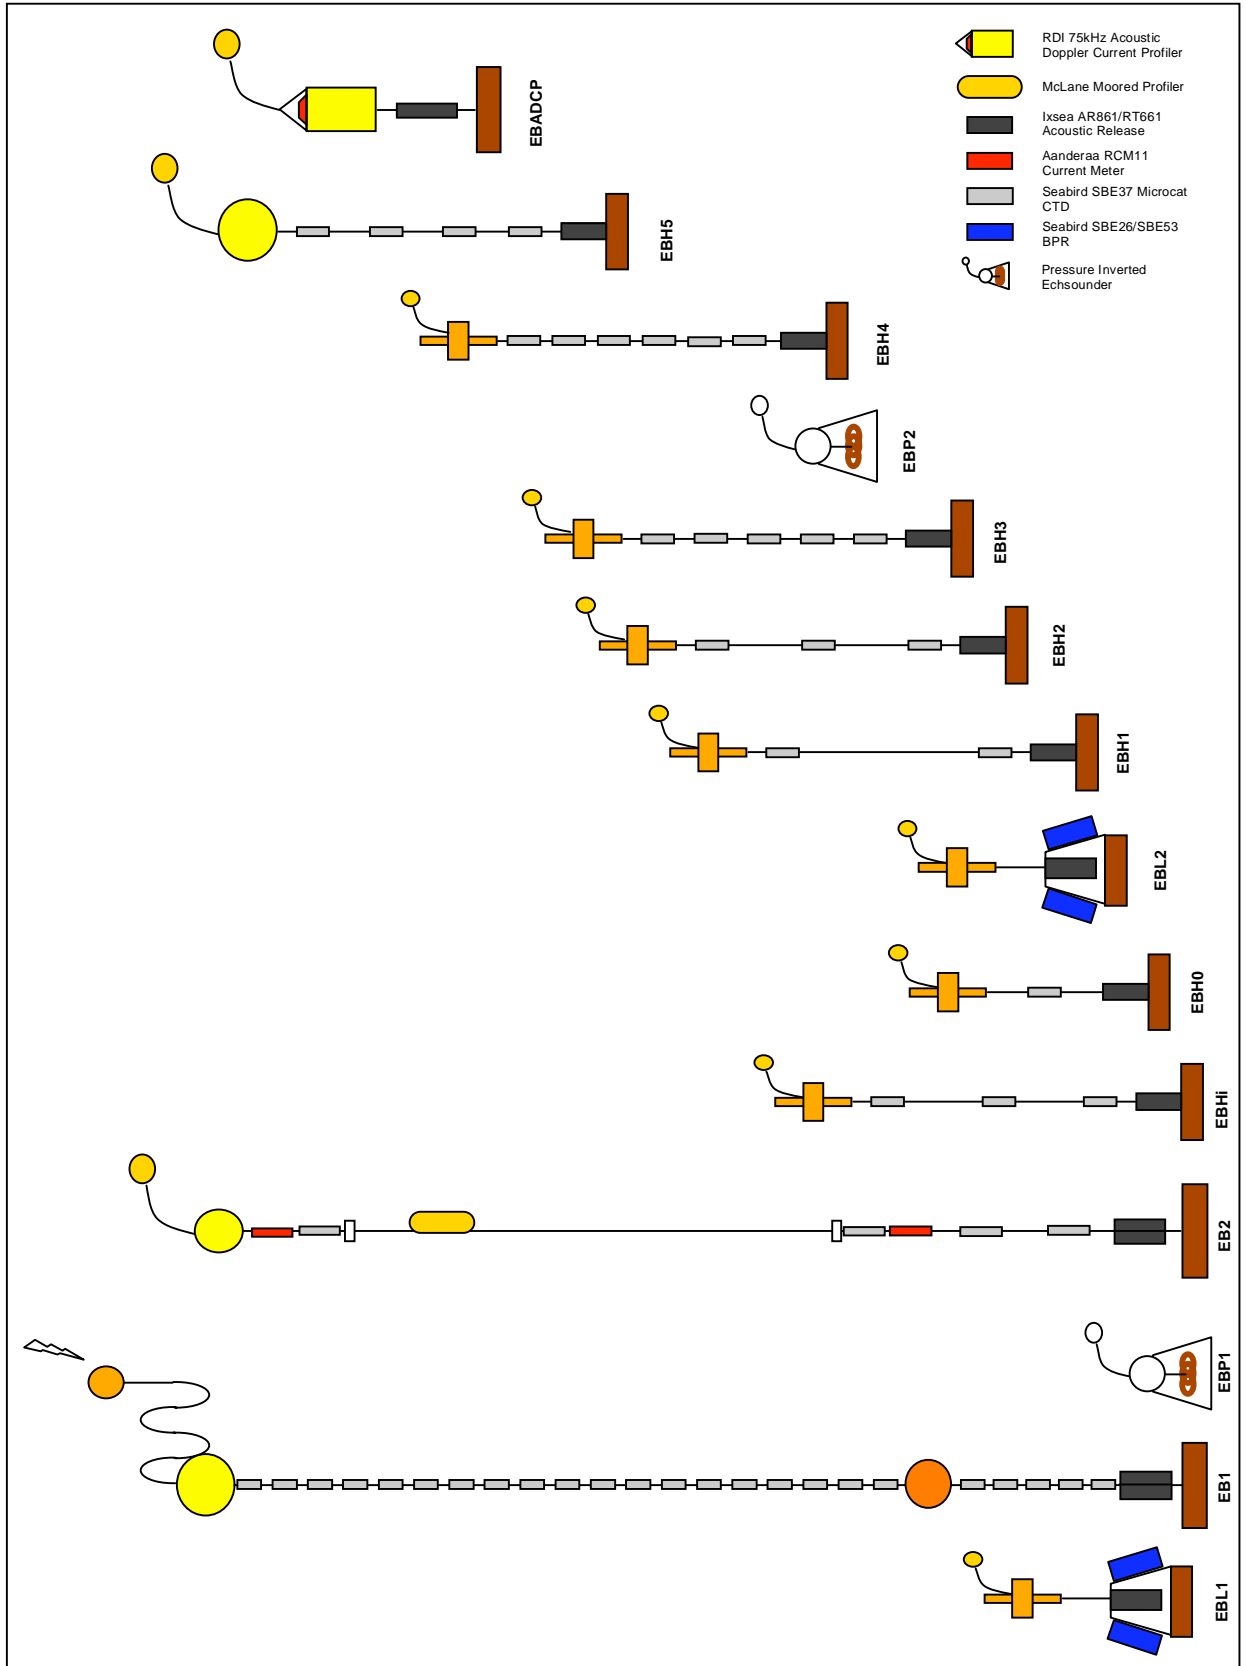 RDI 75kHz Acoustic
Doppler Current Profiler
McLane Moored Profiler
Ixsea AR861/RT661
Acoustic Release
Aanderaa RCM11
Current Meter
Seabird SBE37 Microcat
CTD
Seabird SBE26/SBE53
BPR
Pressure Inverted
Echsounder
EBADCP
EBH5
EBH4
EBP2
EBH3
EBH2
EBH1
EBL2
EBH0
EBHi
EB2
EBP1
EB1
EBL1